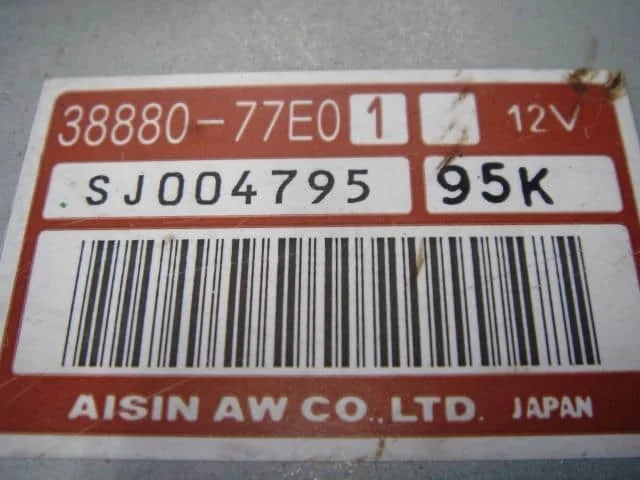 38880-77E0 1 12V
SJ004795 95K
AISIN AW CO.,LTD. JAPAN